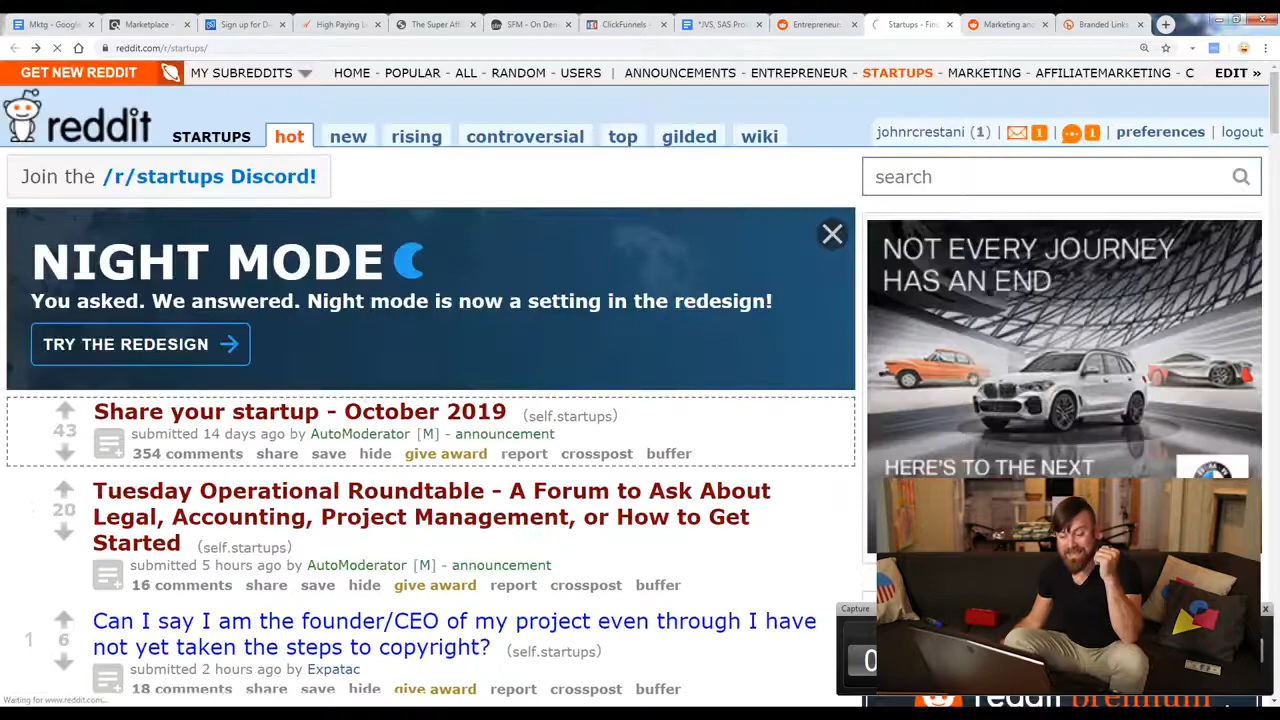 Mktg - Google
Marketplace -
Sign up for D
High Paying
The Super Aff
SFM - On De
ClickFunnels -
*JVS, SAS Pro
Entrepreneur
Startups - Fin
Marketing an
Branded Links
reddit.com/r/startups/
GET NEW REDDIT
MY SUBREDDITS
HOME - POPULAR - ALL - RANDOM - USERS | ANNOUNCEMENTS - ENTREPRENEUR - STARTUPS - MARKETING - AFFILIATEMARKETING - C
EDIT »
reddit STARTUPS hot new rising controversial top gilded wiki
johnrcrestani (1) | 1 | 1 | preferences | logout
Join the /r/startups Discord!
search
NIGHT MODE
You asked. We answered. Night mode is now a setting in the redesign!
TRY THE REDESIGN
NOT EVERY JOURNEY
HAS AN END
HERE'S TO THE NEXT
43
Share your startup - October 2019 (self.startups)
submitted 14 days ago by AutoModerator [M] - announcement
354 comments share save hide give award report crosspost buffer
20
Tuesday Operational Roundtable - A Forum to Ask About
Legal, Accounting, Project Management, or How to Get
Started (self.startups)
submitted 5 hours ago by AutoModerator [M] - announcement
16 comments share save hide give award report crosspost buffer
1
6
Can I say I am the founder/CEO of my project even through I have
not yet taken the steps to copyright? (self.startups)
submitted 2 hours ago by Expatac
18 comments share save hide give award report crosspost buffer
Capture
0
reddit premium
Waiting for www.reddit.com...